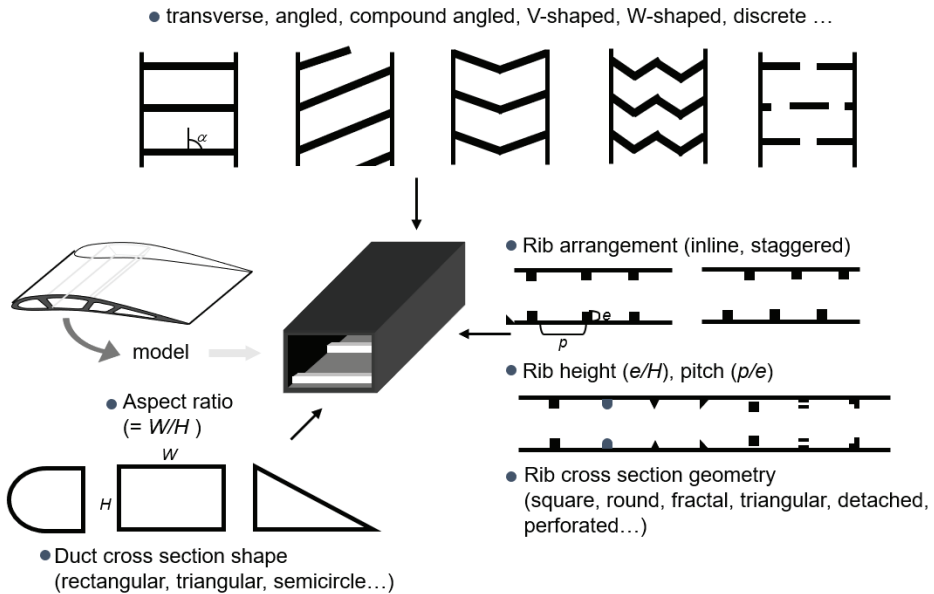 transverse, angled, compound angled, V-shaped, W-shaped, discrete …
α
Rib arrangement (inline, staggered)
e
p
model
Rib height (e/H), pitch (p/e)
Aspect ratio
(= W/H )
W
H
Rib cross section geometry
(square, round, fractal, triangular, detached,
perforated…)
Duct cross section shape
(rectangular, triangular, semicircle…)